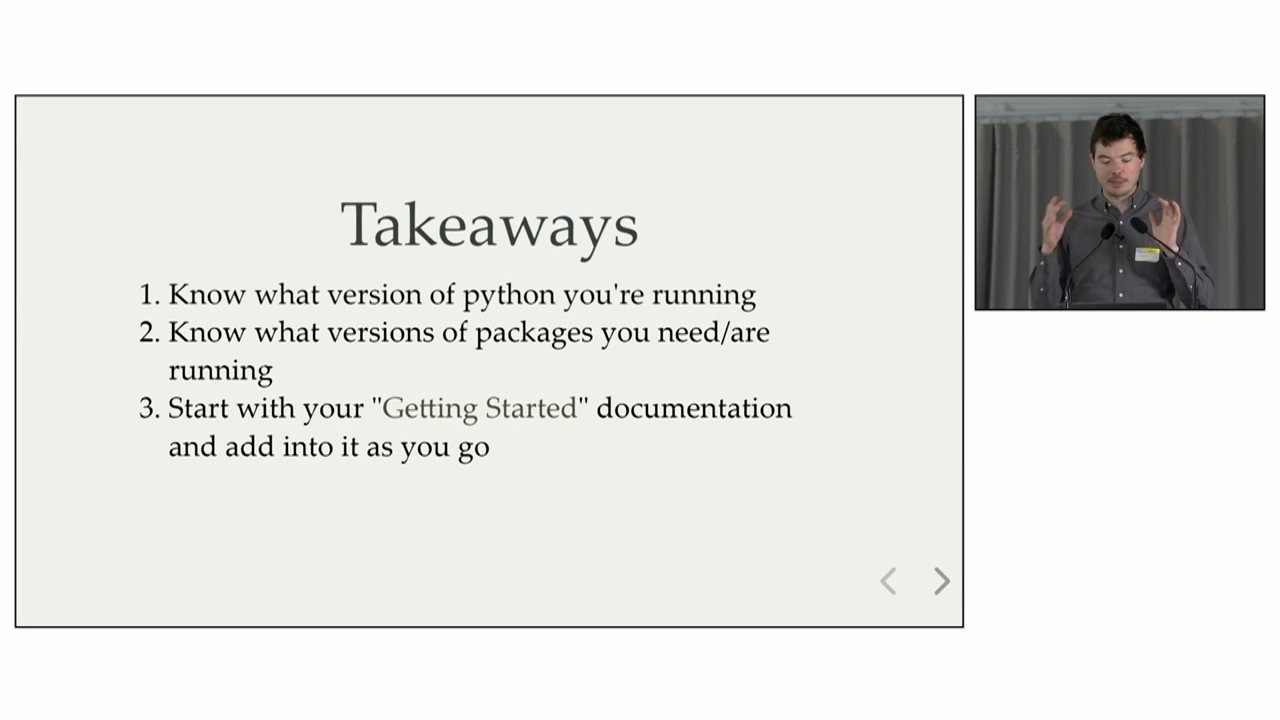 Takeaways
1. Know what version of python you're running
2. Know what versions of packages you need/are
running
3. Start with your "Getting Started" documentation
and add into it as you go